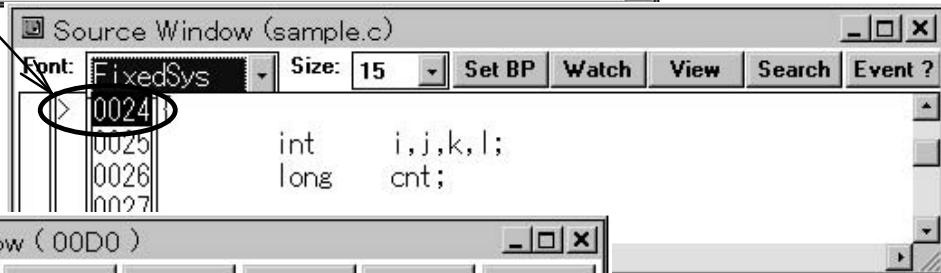 Source Window (sample.c)
Font: FixedSys Size: 15 Set BP Watch View Search Event ?
> 0024 {
0025 int i,j,k,l;
0026 long cnt;
0027
ow ( 00D0 )